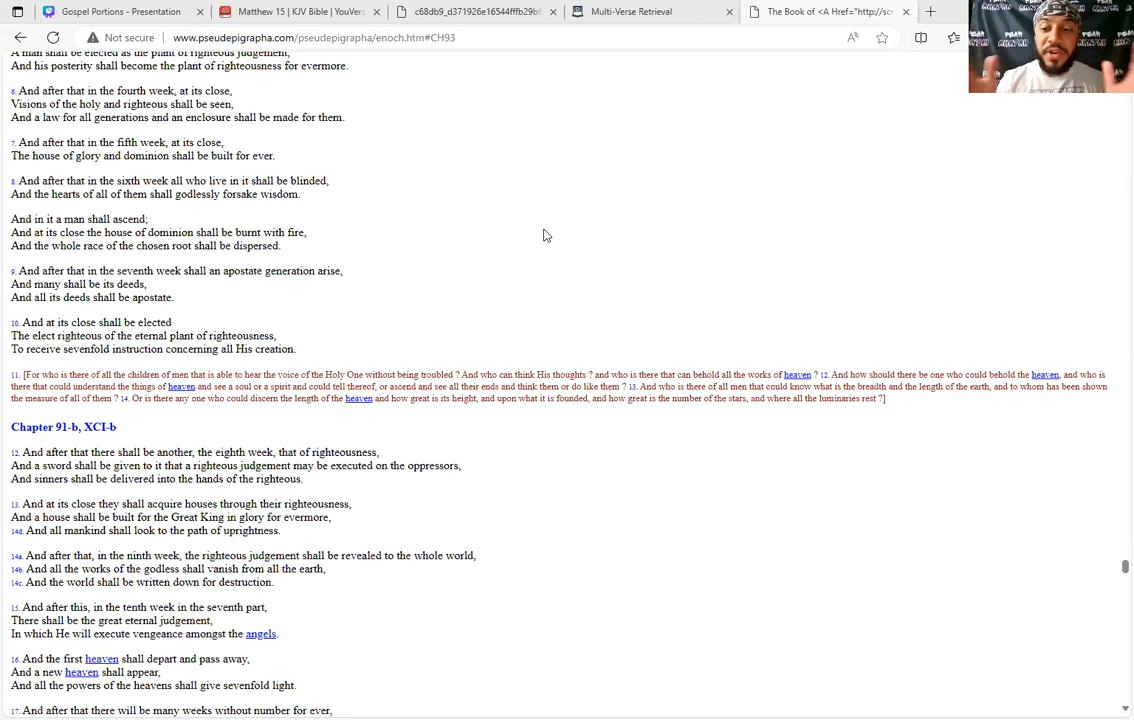 Gospel Portions - Presentation
Matthew 15 | KJV Bible | YouVers
c68db9_d371926e16544fffb29b6
Multi-Verse Retrieval
The Book of <A Href="http://scr
Not secure
www.pseudepigrapha.com/pseudepigrapha/enoch.htm#CH93
A man shall be elected as the plant of righteous judgement,
And his posterity shall become the plant of righteousness for evermore.
6. And after that in the fourth week, at its close,
Visions of the holy and righteous shall be seen,
And a law for all generations and an enclosure shall be made for them.
7. And after that in the fifth week, at its close,
The house of glory and dominion shall be built for ever.
8. And after that in the sixth week all who live in it shall be blinded,
And the hearts of all of them shall godlessly forsake wisdom.
And in it a man shall ascend;
And at its close the house of dominion shall be burnt with fire,
And the whole race of the chosen root shall be dispersed.
9. And after that in the seventh week shall an apostate generation arise,
And many shall be its deeds,
And all its deeds shall be apostate.
10. And at its close shall be elected
The elect righteous of the eternal plant of righteousness,
To receive sevenfold instruction concerning all His creation.
11. [For who is there of all the children of men that is able to hear the voice of the Holy One without being troubled ? And who can think His thoughts ? and who is there that can behold all the works of heaven ? 12. And how should there be one who could behold the heaven, and who is
there that could understand the things of heaven and see a soul or a spirit and could tell thereof, or ascend and see all their ends and think them or do like them ? 13. And who is there of all men that could know what is the breadth and the length of the earth, and to whom has been shown
the measure of all of them ? 14. Or is there any one who could discern the length of the heaven and how great is its height, and upon what it is founded, and how great is the number of the stars, and where all the luminaries rest ?]
Chapter 91-b, XCI-b
12. And after that there shall be another, the eighth week, that of righteousness,
And a sword shall be given to it that a righteous judgement may be executed on the oppressors,
And sinners shall be delivered into the hands of the righteous.
13. And at its close they shall acquire houses through their righteousness,
And a house shall be built for the Great King in glory for evermore,
14d. And all mankind shall look to the path of uprightness.
14a. And after that, in the ninth week, the righteous judgement shall be revealed to the whole world,
14b. And all the works of the godless shall vanish from all the earth,
14c. And the world shall be written down for destruction.
15. And after this, in the tenth week in the seventh part,
There shall be the great eternal judgement,
In which He will execute vengeance amongst the angels.
16. And the first heaven shall depart and pass away,
And a new heaven shall appear,
And all the powers of the heavens shall give sevenfold light.
17. And after that there will be many weeks without number for ever,